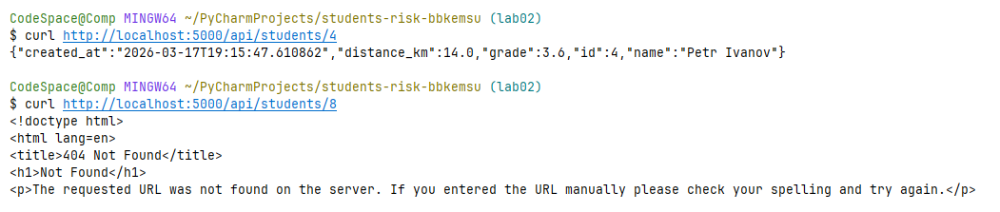 CodeSpace@Comp MINGW64 ~/PyCharmProjects/students-risk-bbkemsu (lab02)
$ curl http://localhost:5000/api/students/4
{"created_at":"2026-03-17T19:15:47.610862","distance_km":14.0,"grade":3.6,"id":4,"name":"Petr Ivanov"}
CodeSpace@Comp MINGW64 ~/PyCharmProjects/students-risk-bbkemsu (lab02)
$ curl http://localhost:5000/api/students/8
<!doctype html>
<html lang=en>
<title>404 Not Found</title>
<h1>Not Found</h1>
<p>The requested URL was not found on the server. If you entered the URL manually please check your spelling and try again.</p>